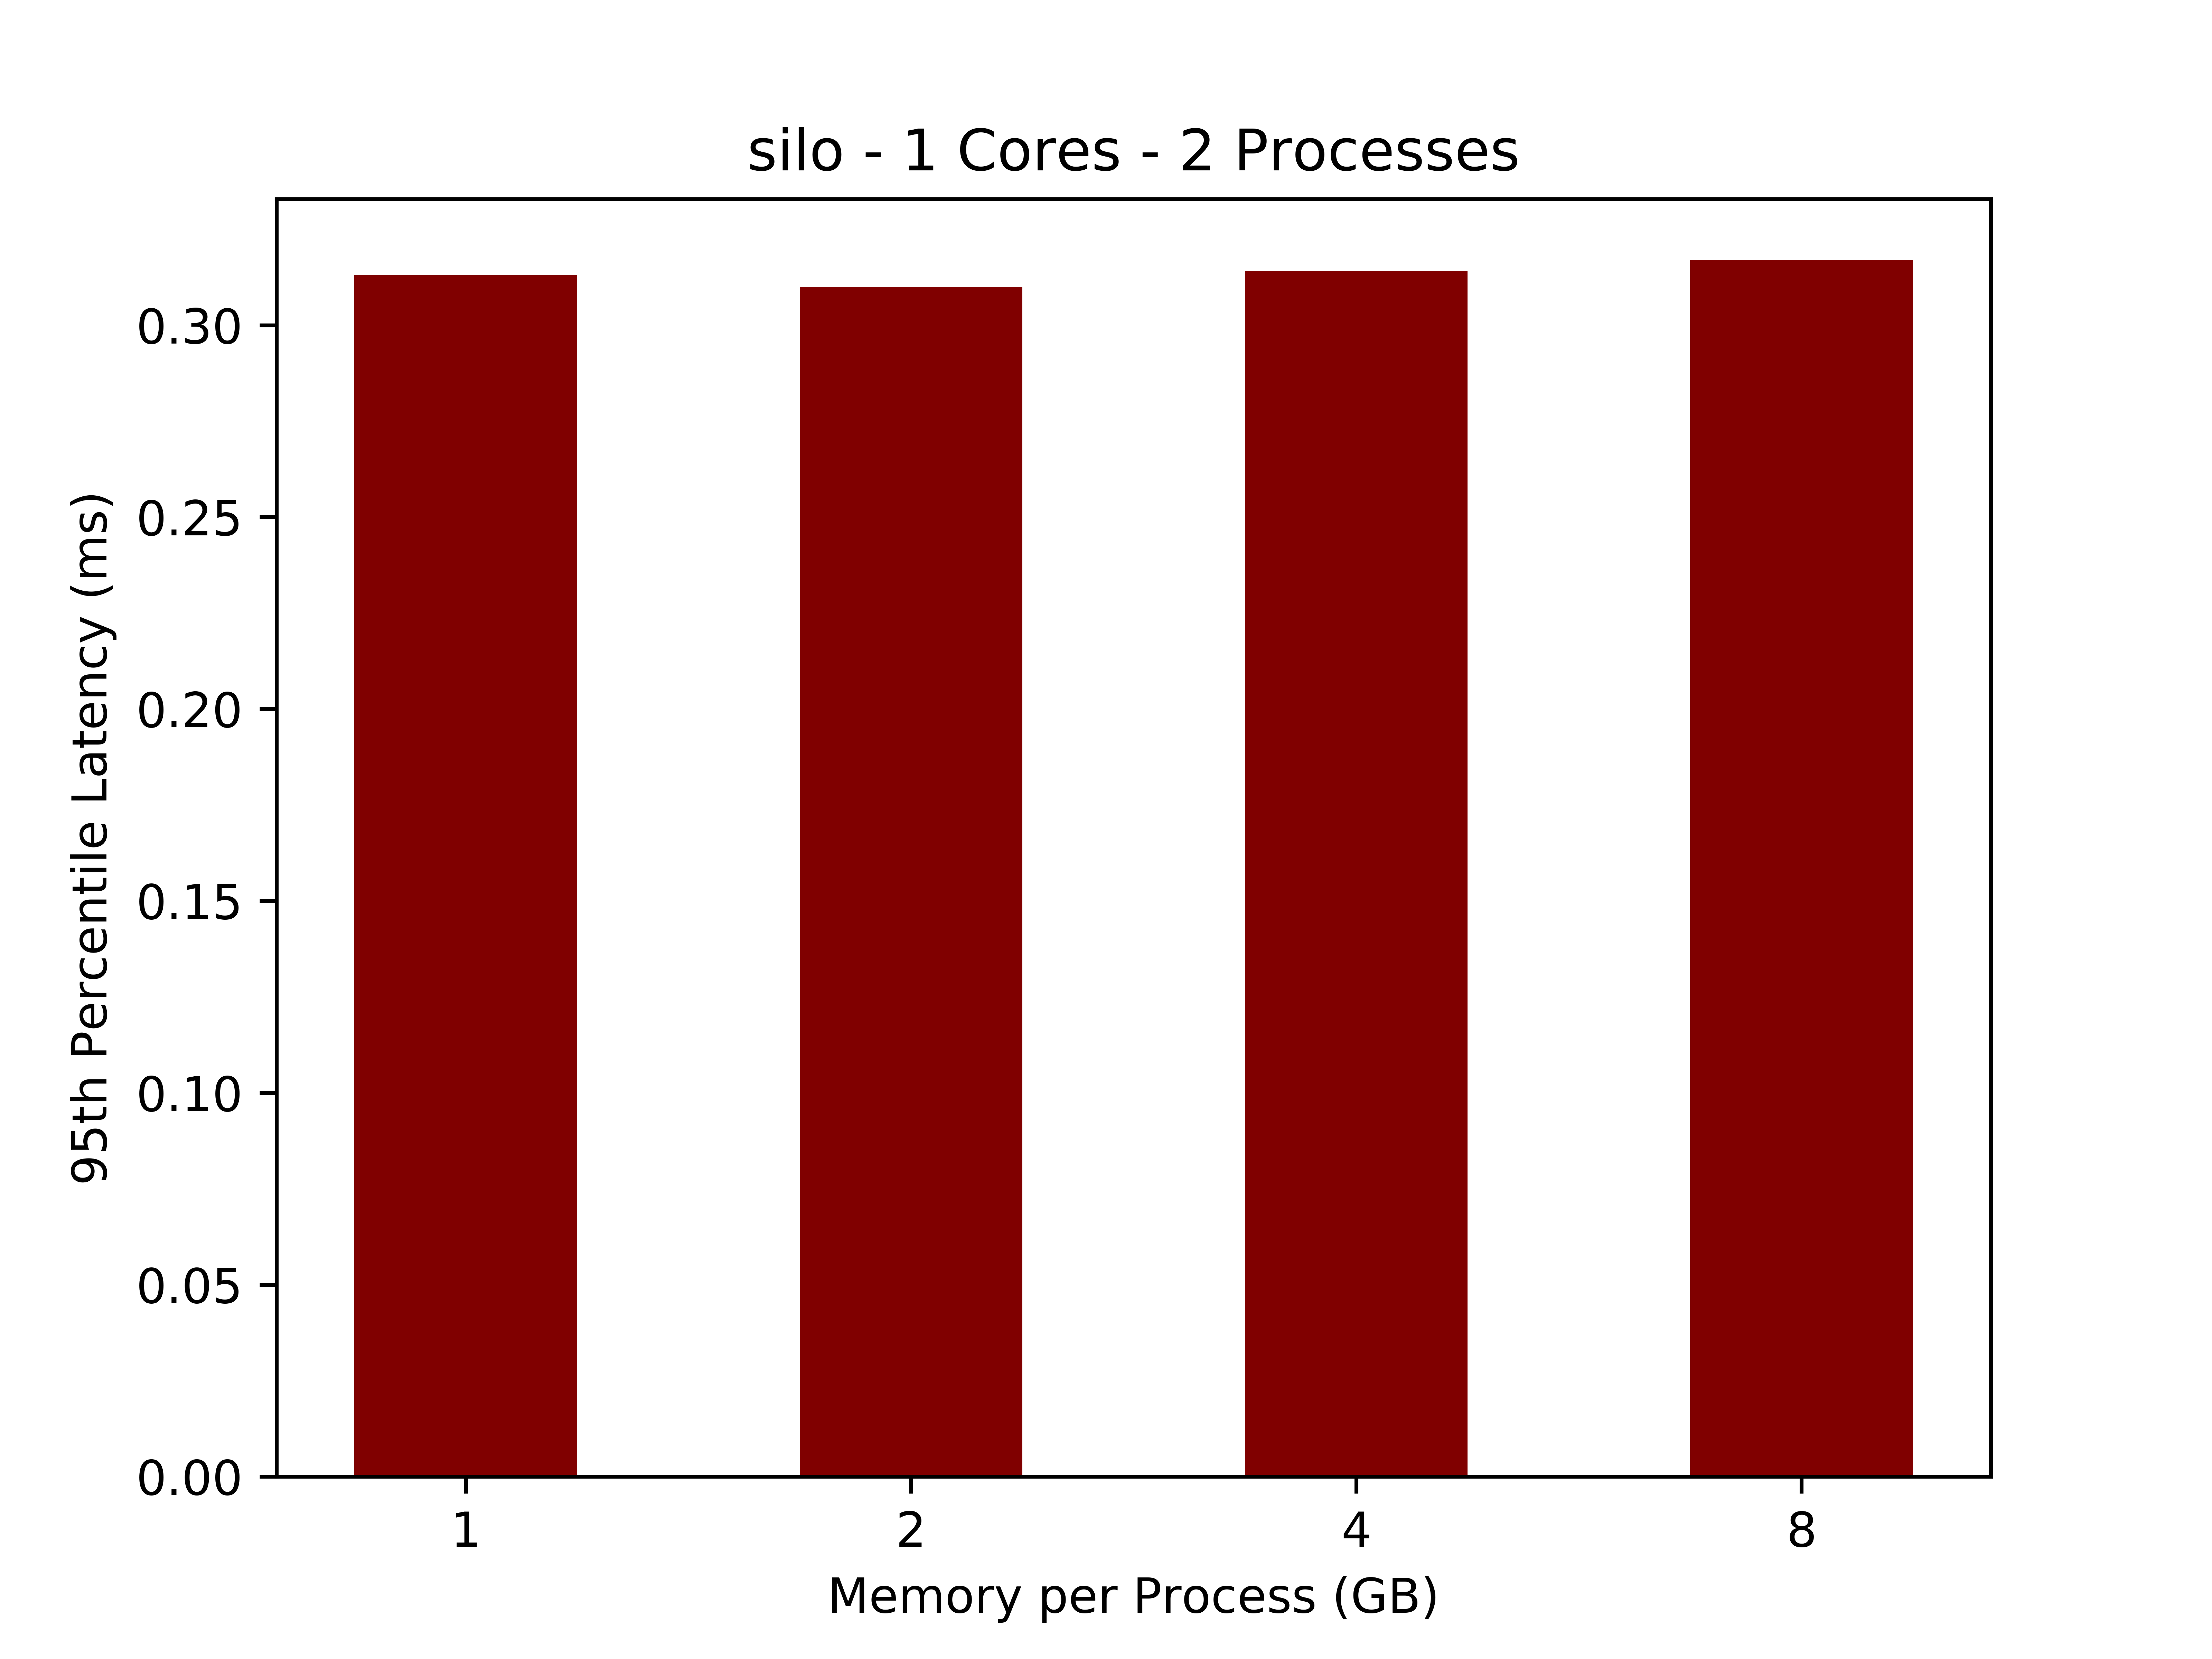 silo - 1 Cores - 2 Processes
95th Percentile Latency (ms)
0.30
0.25
0.20
0.15
0.10
0.05
0.00
1 2 4 8
Memory per Process (GB)